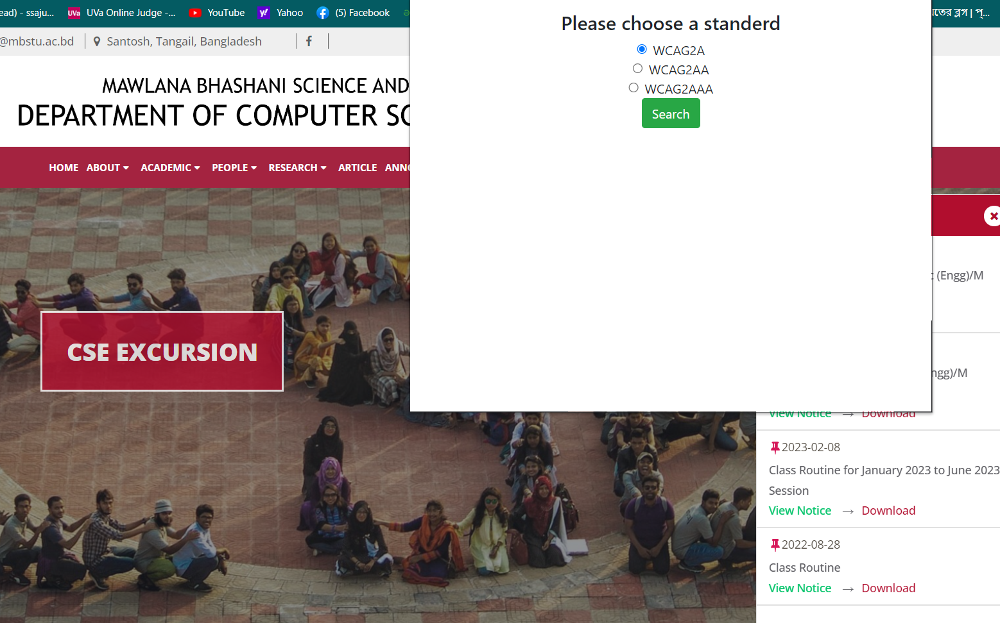 ead) - ssaju...
UVa UVa Online Judge -...
YouTube
Yahoo
(5) Facebook
তের ব্লগ | প্...
@mbstu.ac.bd
Santosh, Tangail, Bangladesh
MAWLANA BHASHANI SCIENCE AND
DEPARTMENT OF COMPUTER SC
HOME ABOUT ACADEMIC PEOPLE RESEARCH ARTICLE ANNO
CSE EXCURSION
Please choose a standerd
WCAG2A
WCAG2AA
WCAG2AAA
Search
(Engg)/M
ngg)/M
View Notice → Download
2023-02-08
Class Routine for January 2023 to June 2023
Session
View Notice → Download
2022-08-28
Class Routine
View Notice → Download